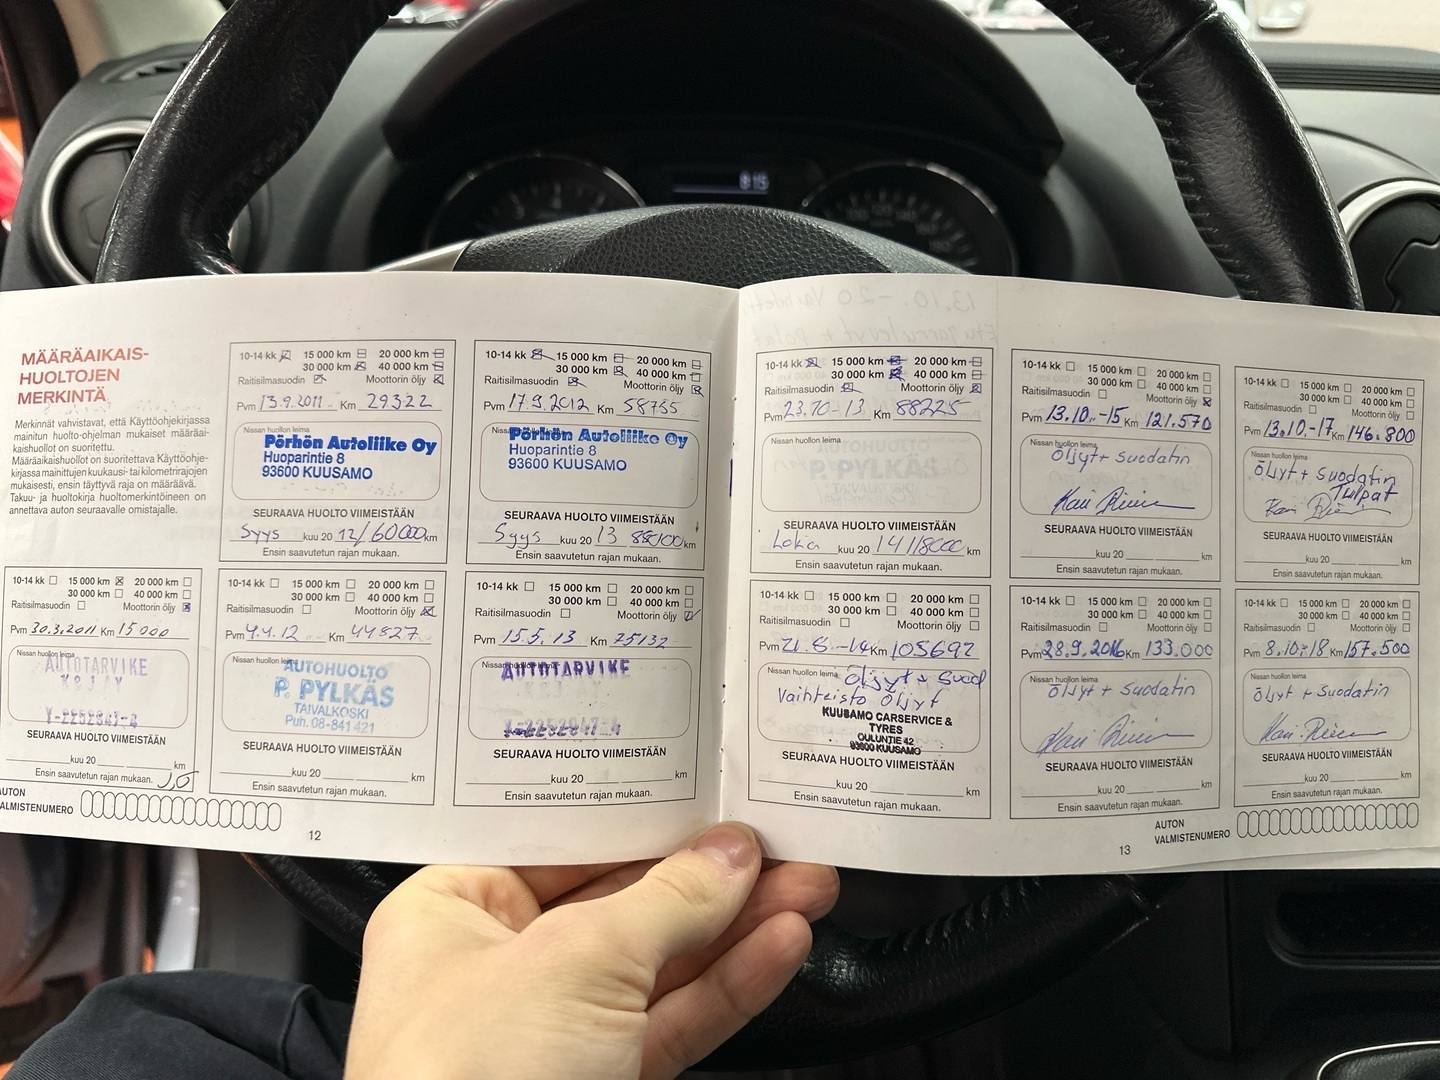 815
MÄÄRÄAIKAIS-
HUOLTOJEN
MERKINTÄ
Merkinnät vahvistavat, että Käyttöohjekirjassa
mainitun huolto-ohjelman mukaiset määräai-
kaishuollot on suoritettu.
Määräaikaishuollot on suoritettava Käyttöohje-
kirjassa mainittujen kuukausi- tai kilometrirajojen
mukaisesti, ensin täyttyvä raja on määräävä.
Takuu- ja huoltokirja huoltomerkintöineen on
annettava auton seuraavalle omistajalle.
10-14 kk 15 000 km 20 000 km
30 000 km 40 000 km
Raitisilmasuodin Moottorin öljy
Pvm 13.9.2011 Km 29322
Nissan huollon leima
Pörhön Autoliike Oy
Huoparintie 8
93600 KUUSAMO
SEURAAVA HUOLTO VIIMEISTÄÄN
Syys kuu 20 12/60000 km
Ensin saavutetun rajan mukaan.
10-14 kk 15 000 km 20 000 km
30 000 km 40 000 km
Raitisilmasuodin Moottorin öljy
Pvm 17.9.2012 Km 58755
Nissan huollon leima
Pörhön Autoliike Oy
Huoparintie 8
93600 KUUSAMO
SEURAAVA HUOLTO VIIMEISTÄÄN
Syys kuu 20 13 88000 km
Ensin saavutetun rajan mukaan.
10-14 kk 15 000 km 20 000 km
30 000 km 40 000 km
Raitisilmasuodin Moottorin öljy
Pvm 30.3.2011 Km 15000
Nissan huollon leima
AUTOTARVIKE
K & J KY
Y-2252847-4
SEURAAVA HUOLTO VIIMEISTÄÄN
kuu 20 km
Ensin saavutetun rajan mukaan.
10-14 kk 15 000 km 20 000 km
30 000 km 40 000 km
Raitisilmasuodin Moottorin öljy
Pvm 4.4.12 Km 44827
Nissan huollon leima
AUTOHUOLTO
P. PYLKÄS
TAIVALKOSKI
Puh. 08-841 421
SEURAAVA HUOLTO VIIMEISTÄÄN
kuu 20 km
Ensin saavutetun rajan mukaan.
10-14 kk 15 000 km 20 000 km
30 000 km 40 000 km
Raitisilmasuodin Moottorin öljy
Pvm 15.5.13 Km 75132
Nissan huollon leima
AUTOTARVIKE
K & J KY
Y-2252847-4
SEURAAVA HUOLTO VIIMEISTÄÄN
kuu 20 km
Ensin saavutetun rajan mukaan.
AUTON
VALMISTENUMERO
12
10-14 kk 15 000 km 20 000 km
30 000 km 40 000 km
Raitisilmasuodin Moottorin öljy
Pvm 23.10-13 Km 88225
Nissan huollon leima
SEURAAVA HUOLTO VIIMEISTÄÄN
Loka kuu 20 14 118000 km
Ensin saavutetun rajan mukaan.
10-14 kk 15 000 km 20 000 km
30 000 km 40 000 km
Raitisilmasuodin Moottorin öljy
Pvm 13.10.-15 Km 121.570
Nissan huollon leima
öljyt + suodatin
SEURAAVA HUOLTO VIIMEISTÄÄN
kuu 20 km
Ensin saavutetun rajan mukaan.
10-14 kk 15 000 km 20 000 km
30 000 km 40 000 km
Raitisilmasuodin Moottorin öljy
Pvm 13.10.-17 Km 146.800
Nissan huollon leima
öljyt + suodatin
Tulpat
SEURAAVA HUOLTO VIIMEISTÄÄN
kuu 20 km
Ensin saavutetun rajan mukaan.
10-14 kk 15 000 km 20 000 km
30 000 km 40 000 km
Raitisilmasuodin Moottorin öljy
Pvm 21.8.-14 Km 105692
Nissan huollon leima öljyt + suod
Vaihteisto öljyt
KUUSAMO CARSERVICE &
TYRES
OULUNTIE 42
93600 KUUSAMO
SEURAAVA HUOLTO VIIMEISTÄÄN
kuu 20 km
Ensin saavutetun rajan mukaan.
10-14 kk 15 000 km 20 000 km
30 000 km 40 000 km
Raitisilmasuodin Moottorin öljy
Pvm 28.9.2016 Km 133.000
Nissan huollon leima
öljyt + suodatin
SEURAAVA HUOLTO VIIMEISTÄÄN
kuu 20 km
Ensin saavutetun rajan mukaan.
10-14 kk 15 000 km 20 000 km
30 000 km 40 000 km
Raitisilmasuodin Moottorin öljy
Pvm 8.10-18 Km 157.500
Nissan huollon leima
öljyt + suodatin
SEURAAVA HUOLTO VIIMEISTÄÄN
kuu 20 km
Ensin saavutetun rajan mukaan.
AUTON
VALMISTENUMERO
13